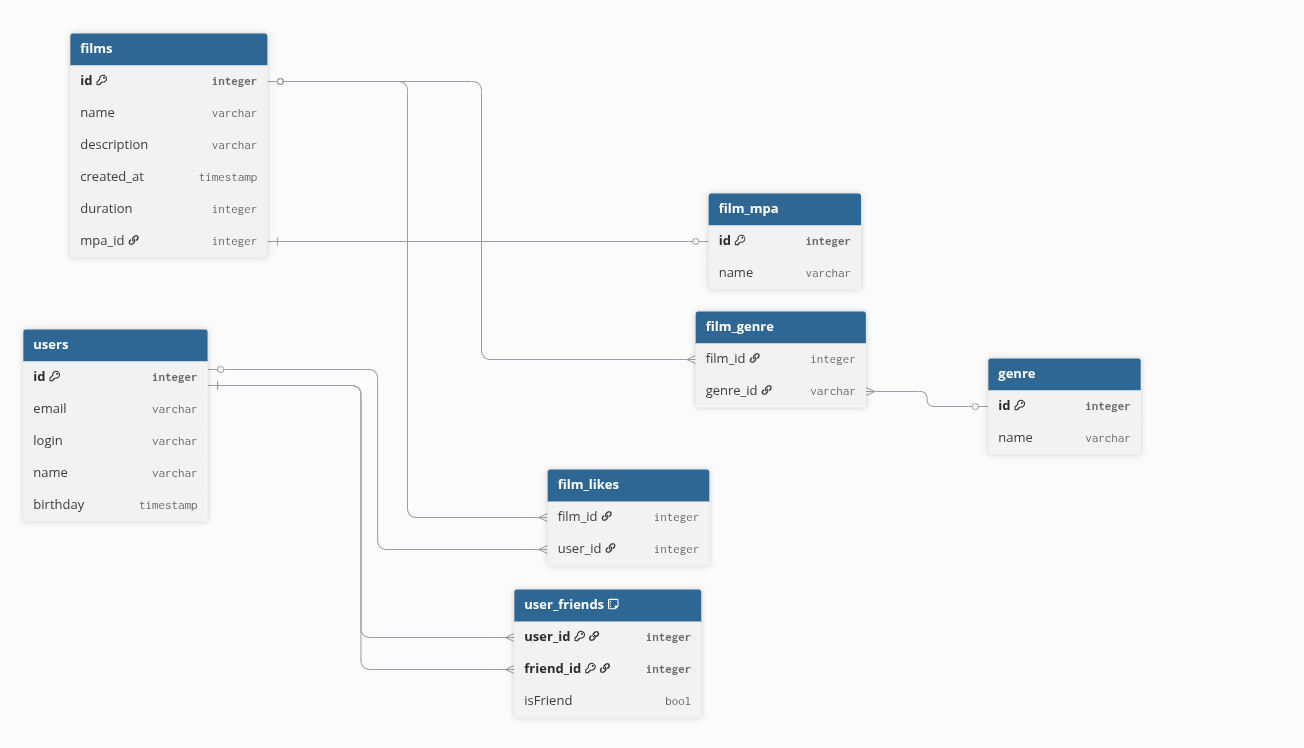 films
id integer
name varchar
description varchar
created_at timestamp
duration integer
mpa_id integer
film_mpa
id integer
name varchar
film_genre
film_id integer
genre_id varchar
users
id integer
email varchar
login varchar
name varchar
birthday timestamp
genre
id integer
name varchar
film_likes
film_id integer
user_id integer
user_friends
user_id integer
friend_id integer
isFriend bool